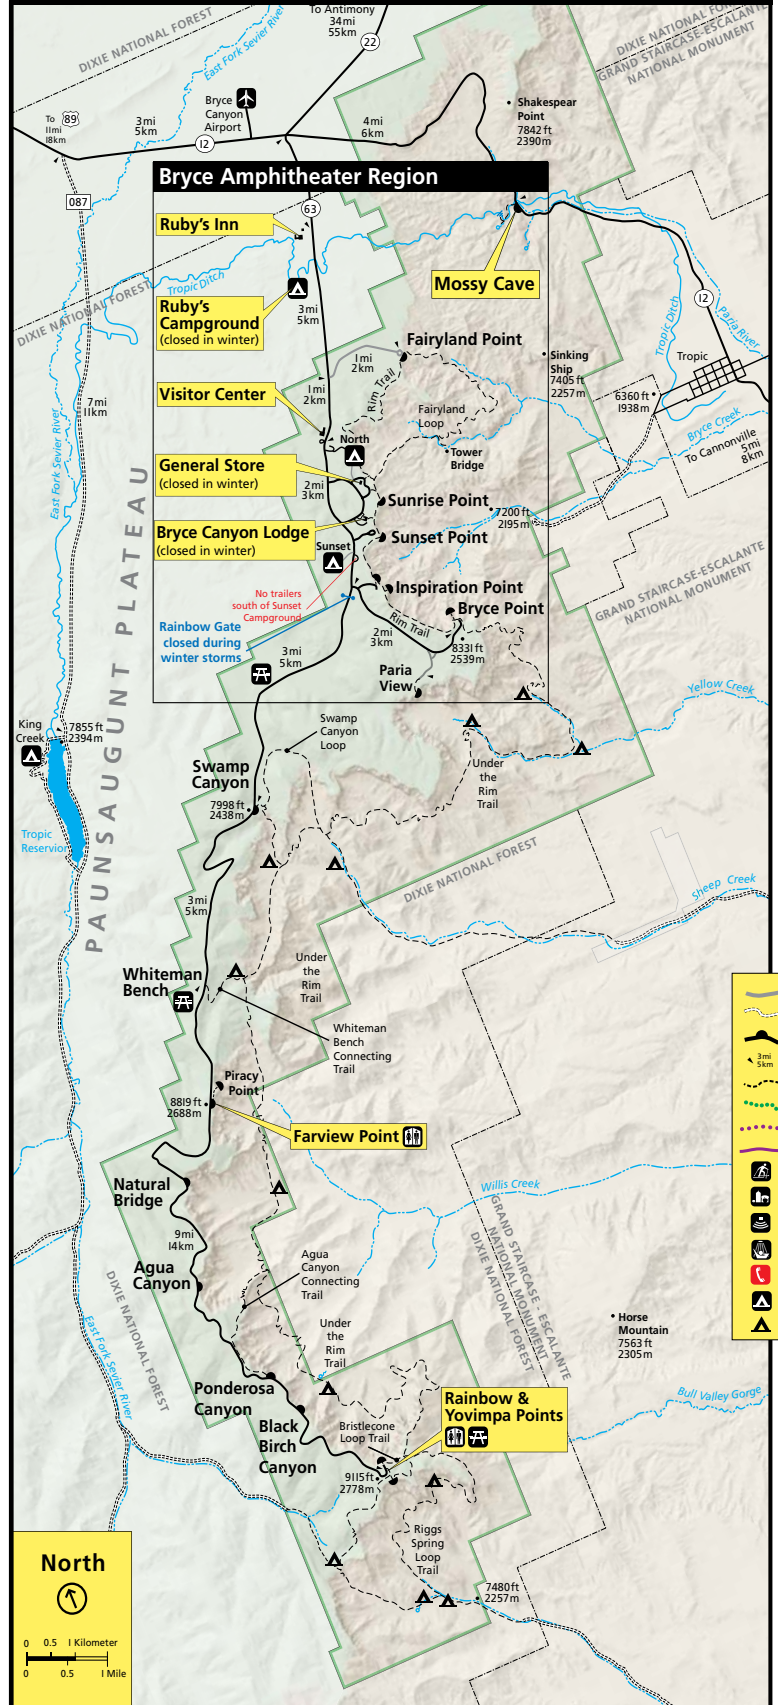 To Antimony
34mi
55km
22
DIXIE NATIONAL FOREST
East Fork Sevier River
DIXIE NATIONAL FOREST
GRAND STAIRCASE-ESCALANTE
NATIONAL MONUMENT
Bryce
Canyon
Airport
Shakespear
Point
7842 ft
2390m
To
89
11mi
18km
3mi
5km
12
4mi
6km
Bryce Amphitheater Region
087
63
Ruby's Inn
Mossy Cave
Tropic Ditch
DIXIE NATIONAL FOREST
Ruby's
Campground
(closed in winter)
3mi
5km
12
Tropic Ditch
Paria River
Fairyland Point
1mi
2km
Rim Trail
Sinking
Ship
7405 ft
2257m
Tropic
1mi
2km
Visitor Center
7mi
11km
6360 ft
1938m
Fairyland
Loop
Bryce Creek
To Cannonville
5mi
8km
North
Tower
Bridge
General Store
(closed in winter)
2mi
3km
East Fork Sevier River
Sunrise Point
7200 ft
2195m
Bryce Canyon Lodge
(closed in winter)
Sunset Point
Sunset
GRAND STAIRCASE-ESCALANTE
NATIONAL MONUMENT
Inspiration Point
No trailers
south of Sunset
Campground
Bryce Point
Rainbow Gate
closed during
winter storms
Rim Trail
2mi
3km
8331 ft
2539m
3mi
5km
Paria
View
Yellow Creek
PAUNSAUGUNT PLATEAU
King
Creek
7855 ft
2394m
Swamp
Canyon
Loop
Swamp
Canyon
Under
the
Rim
Trail
7998 ft
2438m
Tropic
Reservior
DIXIE NATIONAL FOREST
Sheep Creek
3mi
5km
Whiteman
Bench
Under
the
Rim
Trail
Whiteman
Bench
Connecting
Trail
3mi
5km
Piracy
Point
8819 ft
2688m
Farview Point
Natural
Bridge
Willis Creek
GRAND STAIRCASE - ESCALANTE
NATIONAL MONUMENT
DIXIE NATIONAL FOREST
9mi
14km
Agua
Canyon
Agua
Canyon
Connecting
Trail
DIXIE NATIONAL FOREST
East Fork Sevier River
Under
the
Rim
Trail
Horse
Mountain
7563 ft
2305m
Ponderosa
Canyon
Rainbow &
Yovimpa Points
Bull Valley Gorge
Black
Birch
Canyon
Bristlecone
Loop Trail
9115 ft
2778m
Riggs
Spring
Loop
Trail
North
7480 ft
2257m
0 0.5 1 Kilometer
0 0.5 1 Mile